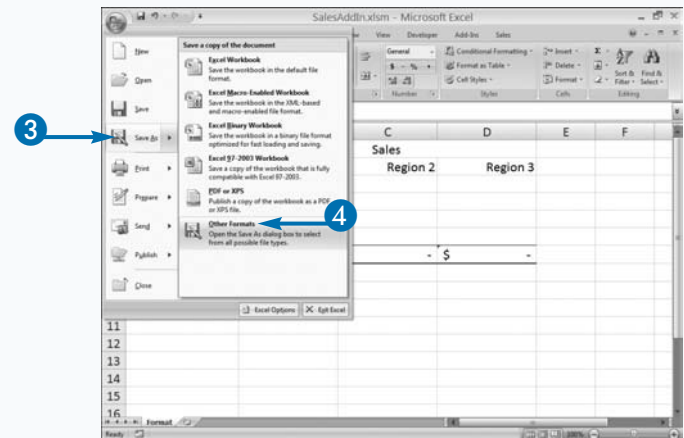 SalesAddIn.xlsm - Microsoft Excel
View Developer Add-Ins Sales
New
Open
Save
Save As
Print
Prepare
Send
Publish
Close
Save a copy of the document
Excel Workbook
Save the workbook in the default file
format.
Excel Macro-Enabled Workbook
Save the workbook in the XML-based
and macro-enabled file format.
Excel Binary Workbook
Save the workbook in a binary file format
optimized for fast loading and saving.
Excel 97-2003 Workbook
Save a copy of the workbook that is fully
compatible with Excel 97-2003.
PDF or XPS
Publish a copy of the workbook as a PDF
or XPS file.
Other Formats
Open the Save As dialog box to select
from all possible file types.
Excel Options Exit Excel
3
4
General
$ % ,
Number
Conditional Formatting
Format as Table
Cell Styles
Styles
Insert
Delete
Format
Cells
Σ
Sort & Filter
Find & Select
Editing
C D E F
Sales
Region 2 Region 3
- $ -
11
12
13
14
15
16
Format
Ready 100%